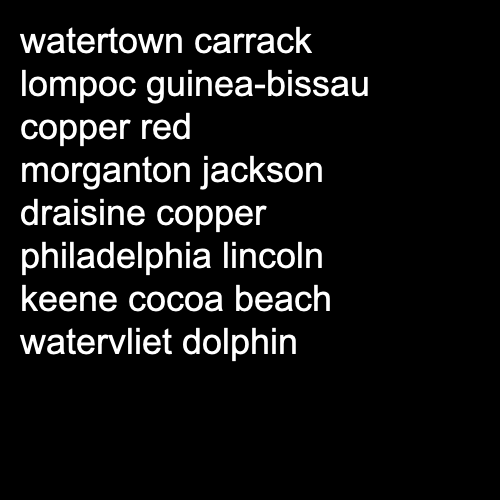 watertown carrack
lompoc guinea-bissau
copper red
morganton jackson
draisine copper
philadelphia lincoln
keene cocoa beach
watervliet dolphin